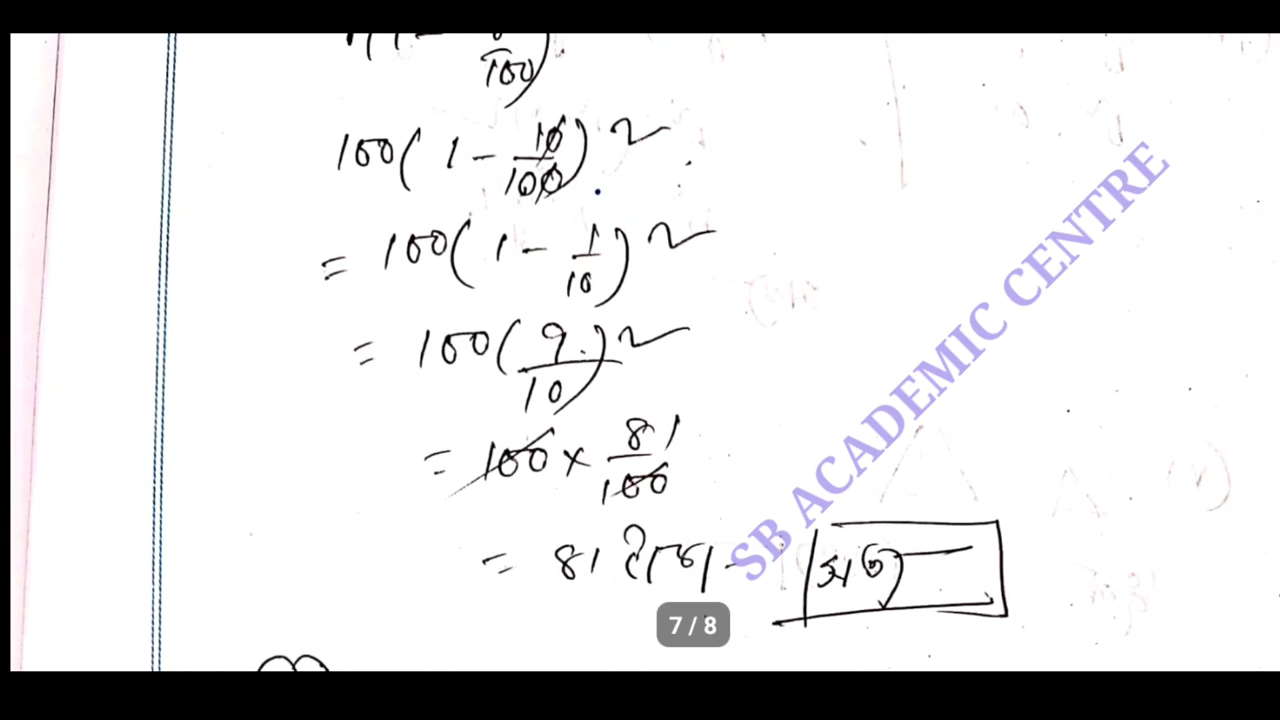 100
100(1 - 10/100)²
= 100(1 - 1/10)²
= 100(9/10)²
= 100 × 81/100
= 81
SB ACADEMIC CENTRE
7 / 8